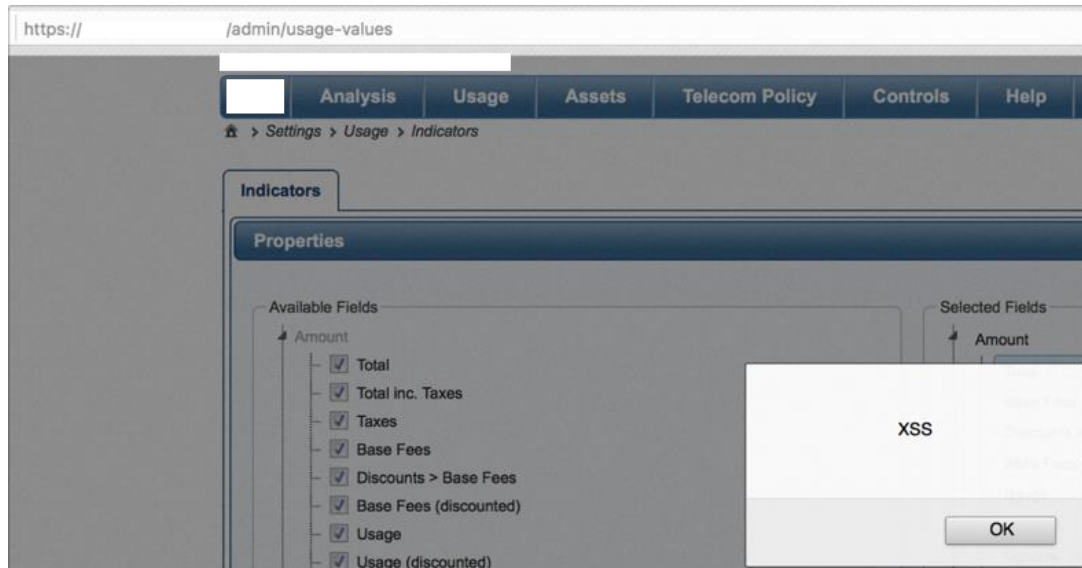 https:// /admin/usage-values
Analysis Usage Assets Telecom Policy Controls Help
> Settings > Usage > Indicators
Indicators
Properties
Available Fields
Amount
Total
Total inc. Taxes
Taxes
Base Fees
Discounts > Base Fees
Base Fees (discounted)
Usage
Usage (discounted)
Selected Fields
Amount
XSS
OK